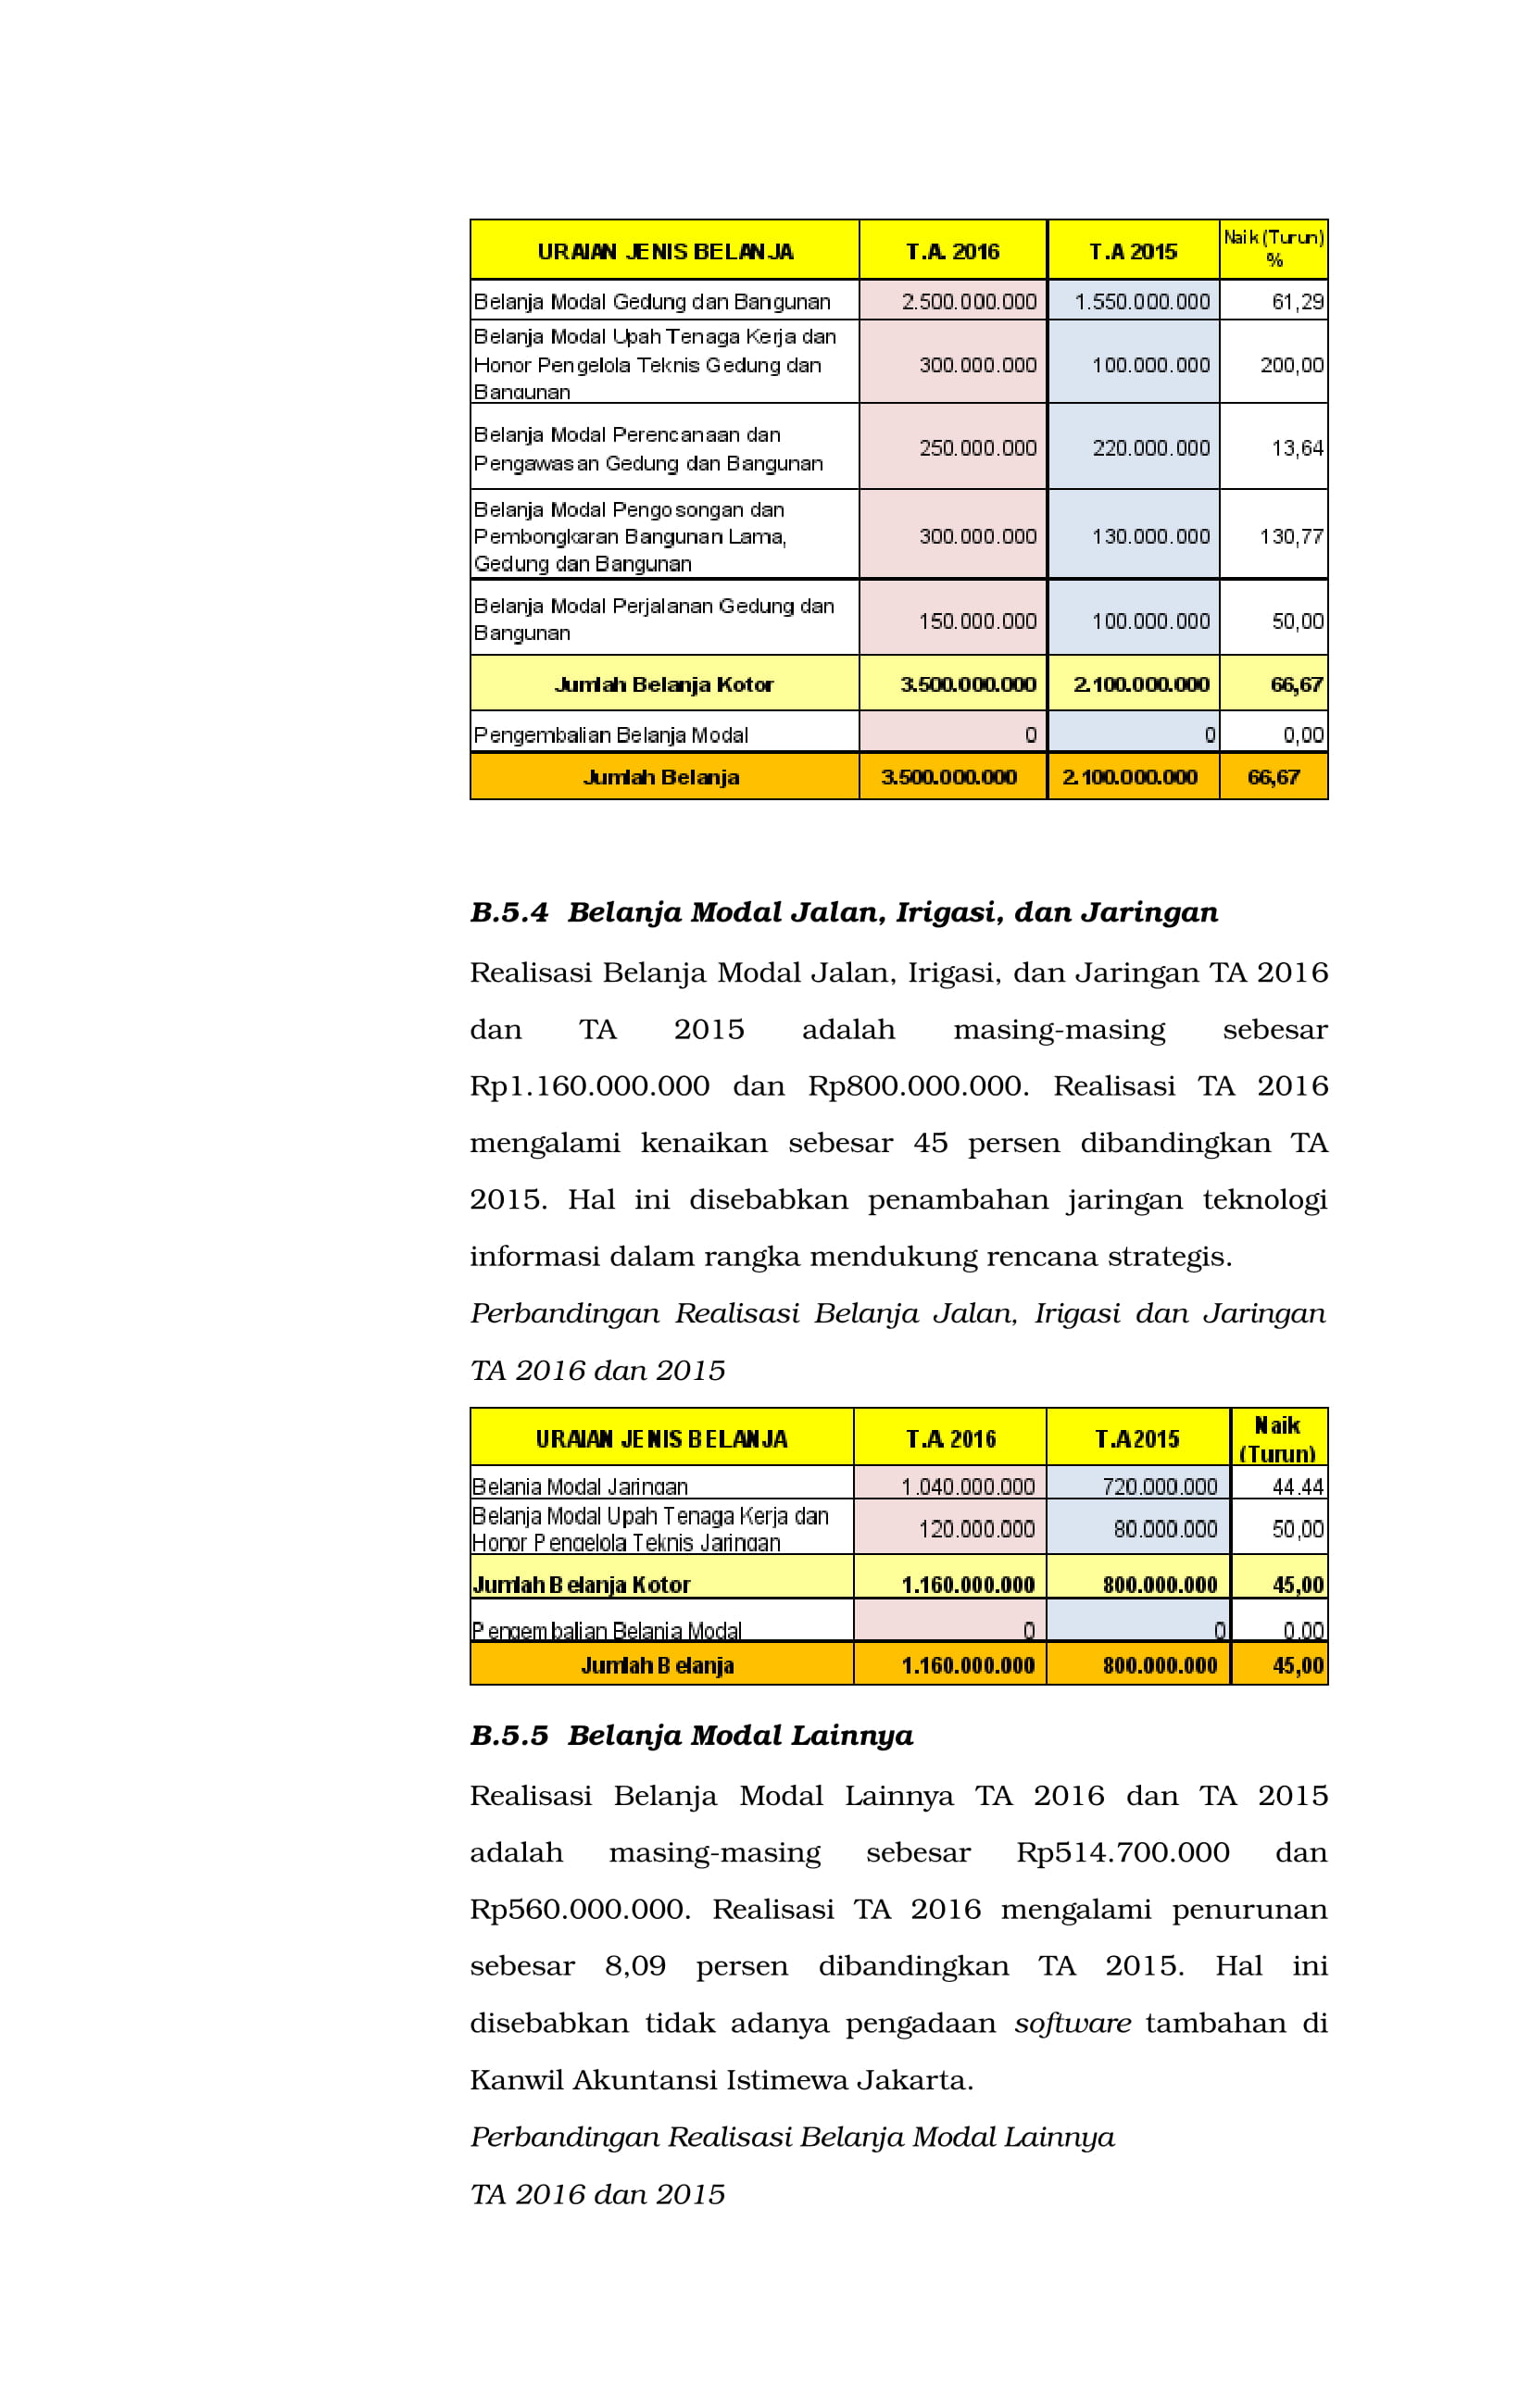 URAIAN JENIS BELANJA T.A. 2016 T.A 2015 Naik (Turun) %
Belanja Modal Gedung dan Bangunan 2.500.000.000 1.550.000.000 61,29
Belanja Modal Upah Tenaga Kerja dan
Honor Pengelola Teknis Gedung dan
Bangunan 300.000.000 100.000.000 200,00
Belanja Modal Perencanaan dan
Pengawasan Gedung dan Bangunan 250.000.000 220.000.000 13,64
Belanja Modal Pengosongan dan
Pembongkaran Bangunan Lama,
Gedung dan Bangunan 300.000.000 130.000.000 130,77
Belanja Modal Perjalanan Gedung dan
Bangunan 150.000.000 100.000.000 50,00
Jumlah Belanja Kotor 3.500.000.000 2.100.000.000 66,67
Pengembalian Belanja Modal 0 0 0,00
Jumlah Belanja 3.500.000.000 2.100.000.000 66,67
B.5.4 Belanja Modal Jalan, Irigasi, dan Jaringan
Realisasi Belanja Modal Jalan, Irigasi, dan Jaringan TA 2016
dan TA 2015 adalah masing-masing sebesar
Rp1.160.000.000 dan Rp800.000.000. Realisasi TA 2016
mengalami kenaikan sebesar 45 persen dibandingkan TA
2015. Hal ini disebabkan penambahan jaringan teknologi
informasi dalam rangka mendukung rencana strategis.
Perbandingan Realisasi Belanja Jalan, Irigasi dan Jaringan
TA 2016 dan 2015
URAIAN JENIS BELANJA T.A. 2016 T.A 2015 Naik (Turun)
Belanja Modal Jaringan 1.040.000.000 720.000.000 44.44
Belanja Modal Upah Tenaga Kerja dan
Honor Pengelola Teknis Jaringan 120.000.000 80.000.000 50,00
Jumlah Belanja Kotor 1.160.000.000 800.000.000 45,00
Pengembalian Belanja Modal 0 0 0.00
Jumlah Belanja 1.160.000.000 800.000.000 45,00
B.5.5 Belanja Modal Lainnya
Realisasi Belanja Modal Lainnya TA 2016 dan TA 2015
adalah masing-masing sebesar Rp514.700.000 dan
Rp560.000.000. Realisasi TA 2016 mengalami penurunan
sebesar 8,09 persen dibandingkan TA 2015. Hal ini
disebabkan tidak adanya pengadaan software tambahan di
Kanwil Akuntansi Istimewa Jakarta.
Perbandingan Realisasi Belanja Modal Lainnya
TA 2016 dan 2015